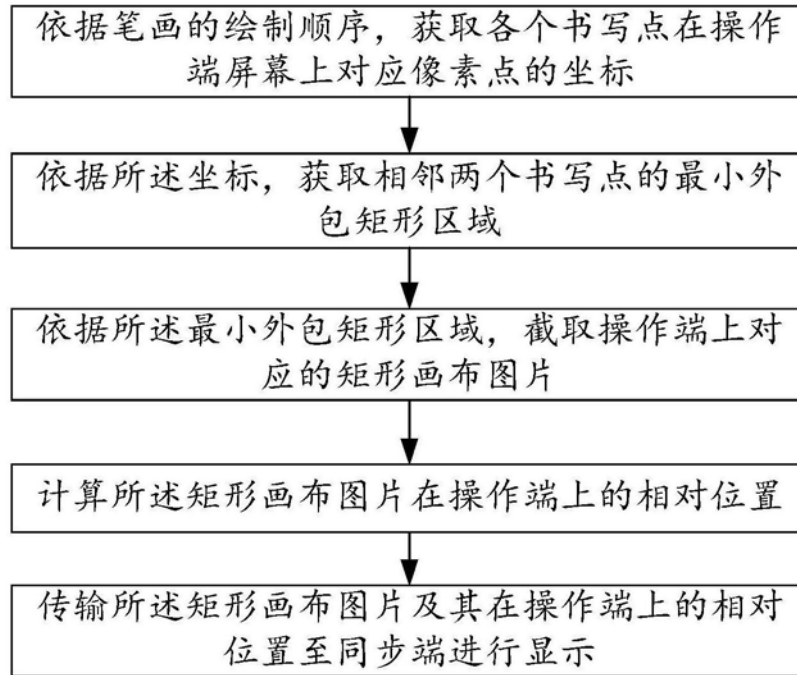 依据笔画的绘制顺序，获取各个书写点在操作
端屏幕上对应像素点的坐标
依据所述坐标，获取相邻两个书写点的最小外
包矩形区域
依据所述最小外包矩形区域，截取操作端上对
应的矩形画布图片
计算所述矩形画布图片在操作端上的相对位置
传输所述矩形画布图片及其在操作端上的相对
位置至同步端进行显示